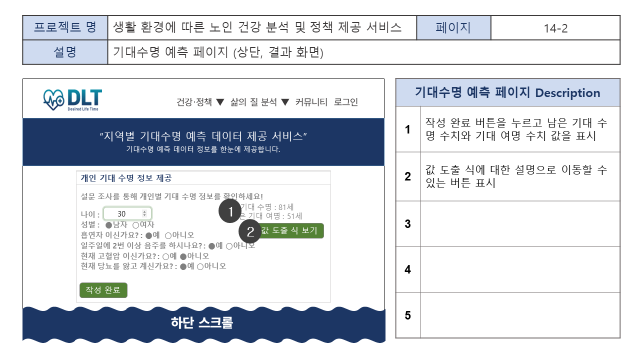 프로젝트 명 생활 환경에 따른 노인 건강 분석 및 정책 제공 서비스 페이지 14-2
설명 기대수명 예측 페이지 (상단, 결과 화면)
DLT
Desired Life Time
건강·정책 ▼ 삶의 질 분석 ▼ 커뮤니티 로그인
“지역별 기대수명 예측 데이터 제공 서비스”
기대수명 예측 데이터 정보를 한눈에 제공합니다.
개인 기대 수명 정보 제공
설문 조사를 통해 개인별 기대 수명 정보를 확인하세요!
나이 : 30
기대 수명 : 81세
1
기대 여명 : 51세
성별 : ●남자 ○여자
2 값 도출 식 보기
흡연자 이신가요? : ●예 ○아니오
일주일에 2번 이상 음주를 하시나요? : ●예 ○아니오
현재 고혈압 이신가요? : ○예 ●아니오
현재 당뇨를 앓고 계신가요? : ●예 ○아니오
작성 완료
하단 스크롤
기대수명 예측 페이지 Description
1 작성 완료 버튼을 누르고 남은 기대 수
명 수치와 기대 여명 수치 값을 표시
2 값 도출 식에 대한 설명으로 이동할 수
있는 버튼 표시
3
4
5